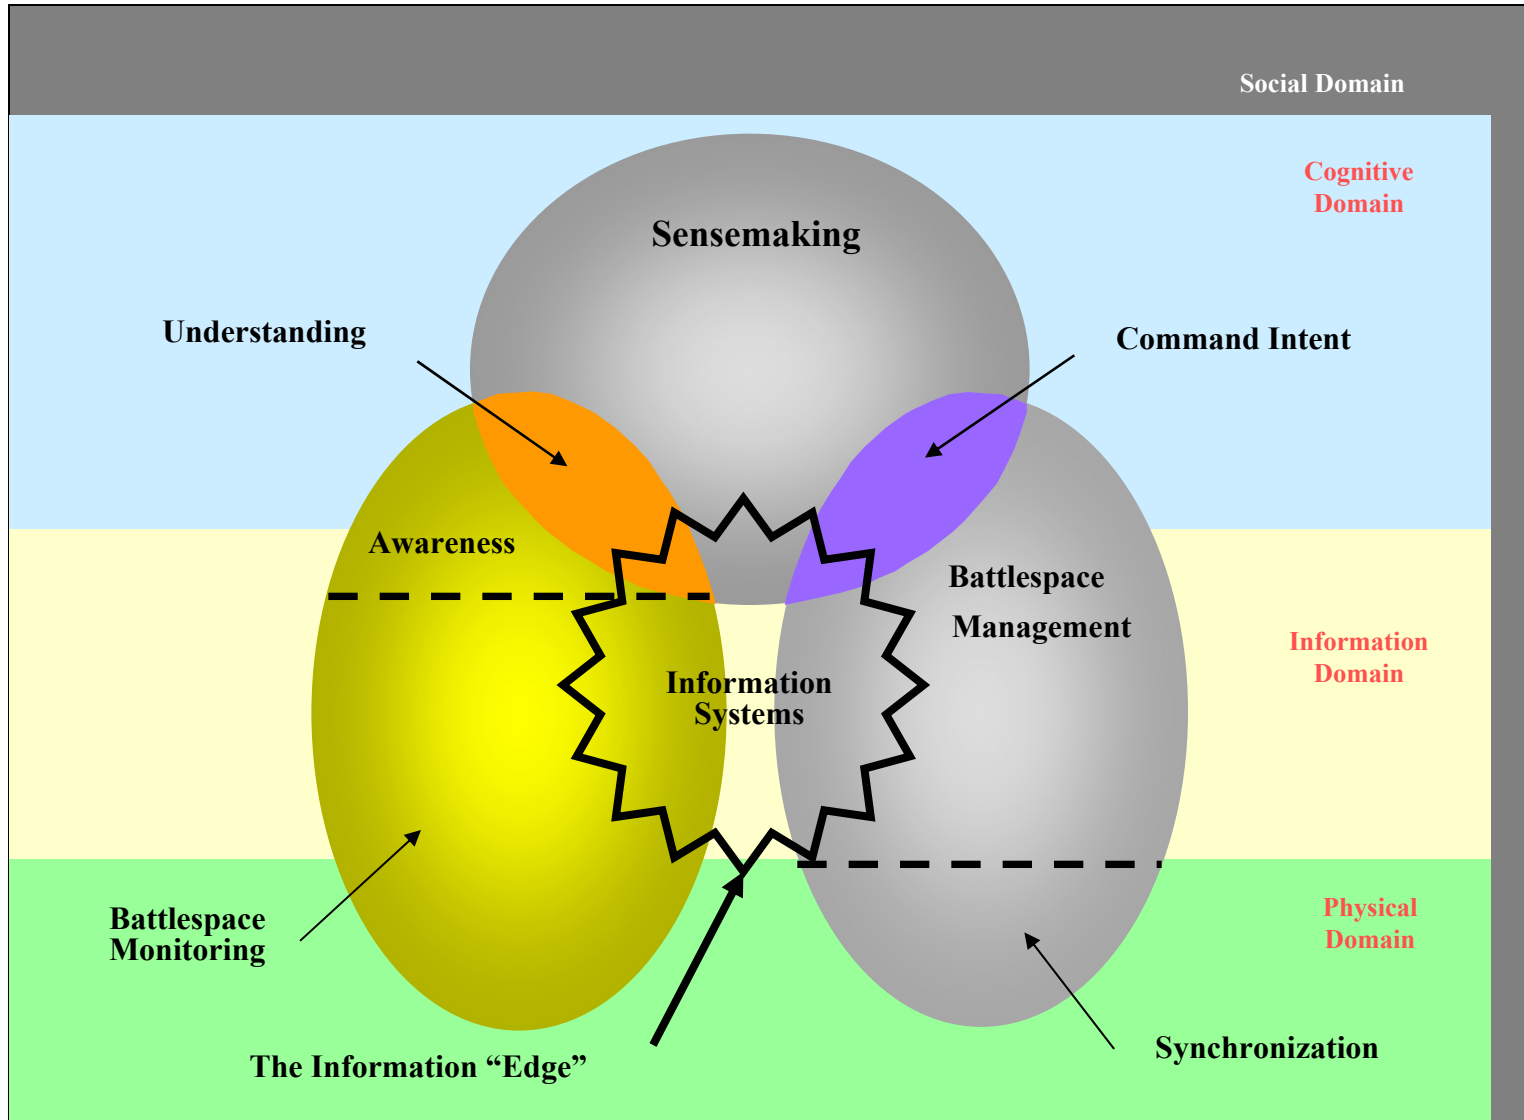 Social Domain
Cognitive
Domain
Sensemaking
Understanding
Command Intent
Awareness
Battlespace
Management
Information
Domain
Information
Systems
Physical
Domain
Battlespace
Monitoring
Synchronization
The Information “Edge”